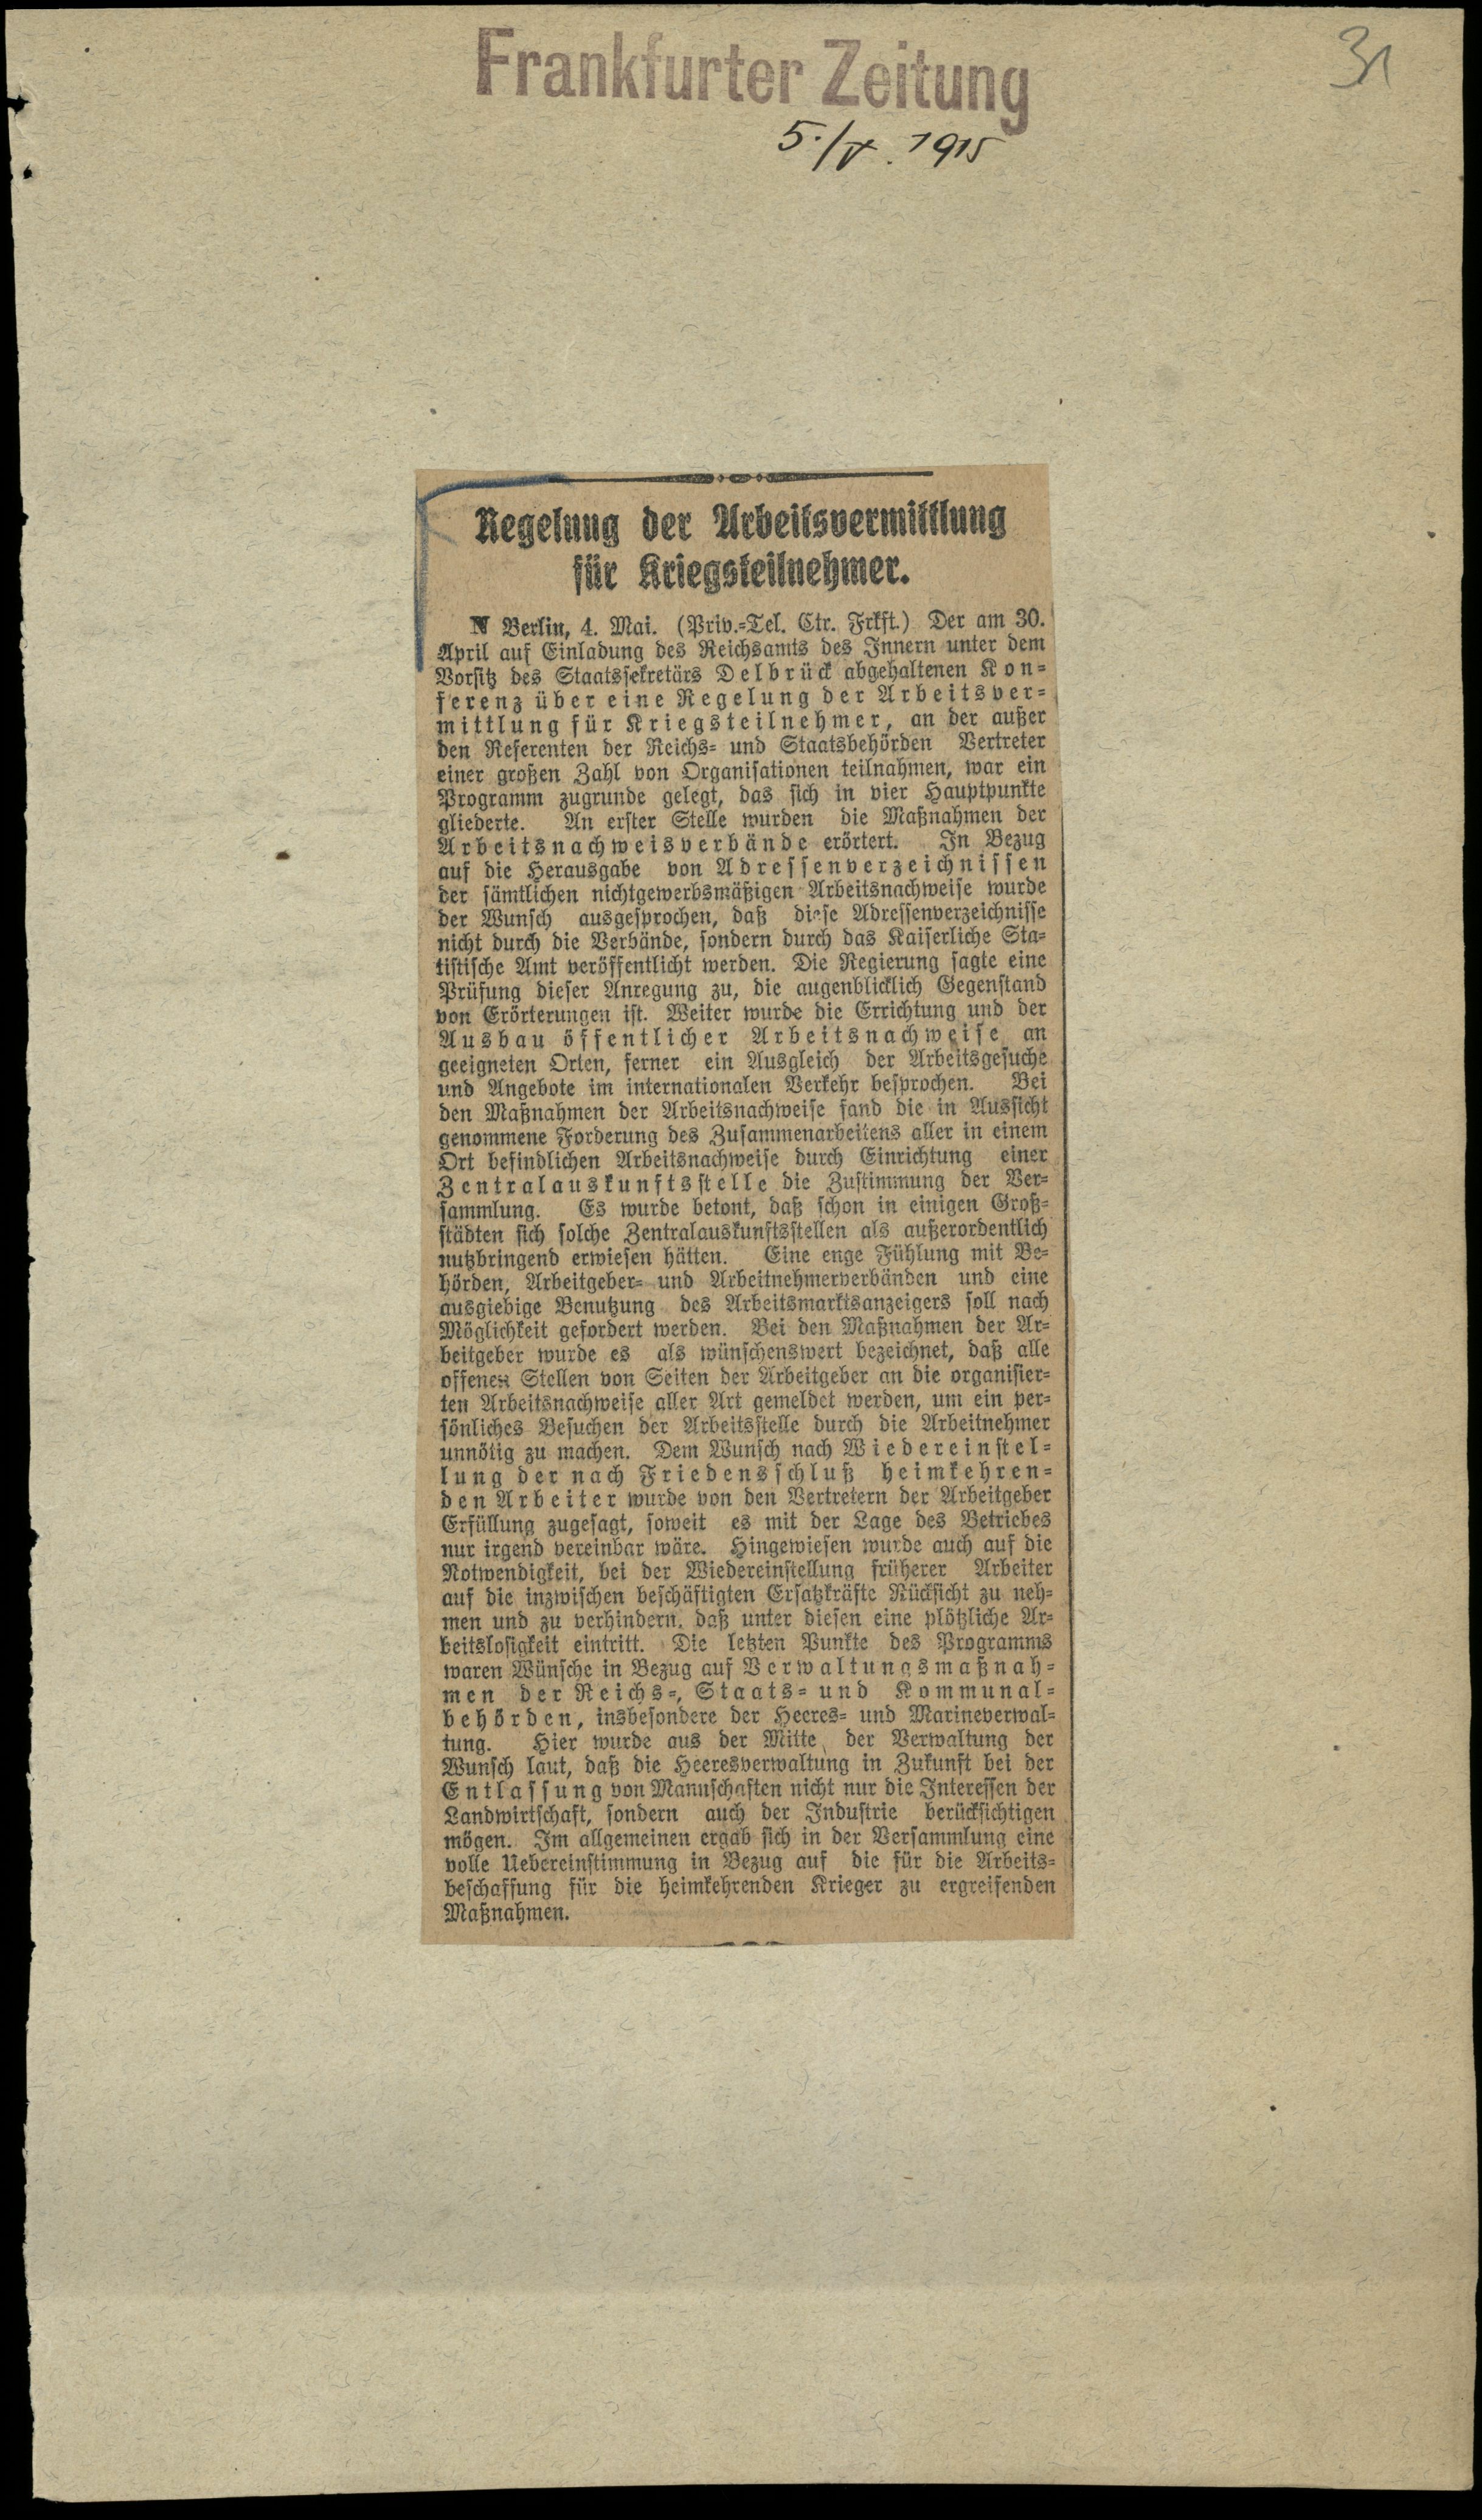 Frankfurter Zeitung
31
5./V. 1915
Regelung der Arbeitsvermittlung
für Kriegsteilnehmer.
N Berlin, 4. Mai. (Priv.-Tel. Ctr. Frkft.) Der am 30.
April auf Einladung des Reichsamts des Innern unter dem
Vorsitz des Staatssekretärs Delbrück abgehaltenen Kon-
ferenz über eine Regelung der Arbeitsver-
mittlung für Kriegsteilnehmer, an der außer
den Referenten der Reichs- und Staatsbehörden Vertreter
einer großen Zahl von Organisationen teilnahmen, war ein
Programm zugrunde gelegt, das sich in vier Hauptpunkte
gliederte. An erster Stelle wurden die Maßnahmen der
Arbeitsnachweisverbände erörtert. In Bezug
auf die Herausgabe von Adressenverzeichnissen
der sämtlichen nichtgewerbsmäßigen Arbeitsnachweise wurde
der Wunsch ausgesprochen, daß diese Adressenverzeichnisse
nicht durch die Verbände, sondern durch das Kaiserliche Sta-
tistische Amt veröffentlicht werden. Die Regierung sagte eine
Prüfung dieser Anregung zu, die augenblicklich Gegenstand
von Erörterungen ist. Weiter wurde die Errichtung und der
Ausbau öffentlicher Arbeitsnachweise an
geeigneten Orten, ferner ein Ausgleich der Arbeitsgesuche
und Angebote im internationalen Verkehr besprochen. Bei
den Maßnahmen der Arbeitsnachweise fand die in Aussicht
genommene Forderung des Zusammenarbeitens aller in einem
Ort befindlichen Arbeitsnachweise durch Einrichtung einer
Zentralauskunftsstelle die Zustimmung der Ver-
sammlung. Es wurde betont, daß schon in einigen Groß-
städten sich solche Zentralauskunftsstellen als außerordentlich
nutzbringend erwiesen hätten. Eine enge Fühlung mit Be-
hörden, Arbeitgeber- und Arbeitnehmerverbänden und eine
ausgiebige Benutzung des Arbeitsmarktsanzeigers soll nach
Möglichkeit gefordert werden. Bei den Maßnahmen der Ar-
beitgeber wurde es als wünschenswert bezeichnet, daß alle
offenen Stellen von Seiten der Arbeitgeber an die organisier-
ten Arbeitsnachweise aller Art gemeldet werden, um ein per-
sönliches Besuchen der Arbeitsstelle durch die Arbeitnehmer
unnötig zu machen. Dem Wunsch nach Wiedereinstel-
lung der nach Friedensschluß heimkehren-
den Arbeiter wurde von den Vertretern der Arbeitgeber
Erfüllung zugesagt, soweit es mit der Lage des Betriebes
nur irgend vereinbar wäre. Hingewiesen wurde auch auf die
Notwendigkeit, bei der Wiedereinstellung früherer Arbeiter
auf die inzwischen beschäftigten Ersatzkräfte Rücksicht zu neh-
men und zu verhindern, daß unter diesen eine plötzliche Ar-
beitslosigkeit eintritt. Die letzten Punkte des Programms
waren Wünsche in Bezug auf Verwaltungsmaßnah-
men der Reichs-, Staats- und Kommunal-
behörden, insbesondere der Heeres- und Marineverwal-
tung. Hier wurde aus der Mitte der Verwaltung der
Wunsch laut, daß die Heeresverwaltung in Zukunft bei der
Entlassung von Mannschaften nicht nur die Interessen der
Landwirtschaft, sondern auch der Industrie berücksichtigen
mögen. Im allgemeinen ergab sich in der Versammlung eine
volle Uebereinstimmung in Bezug auf die für die Arbeits-
beschaffung für die heimkehrenden Krieger zu ergreifenden
Maßnahmen.